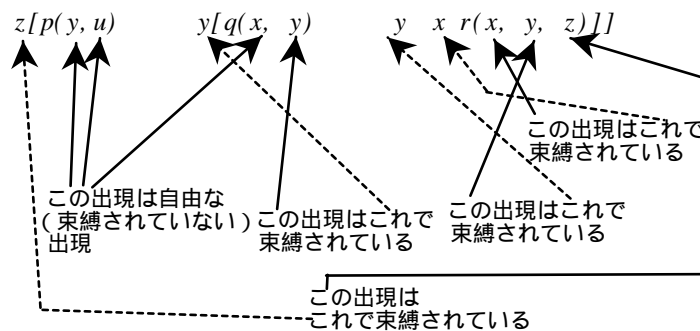 z[p(y, u) y[q(x, y) y x r(x, y, z)]]
この出現はこれで
束縛されている
この出現は自由な
(束縛されていない)
出現
この出現はこれで
束縛されている
この出現はこれで
束縛されている
この出現は
これで束縛されている